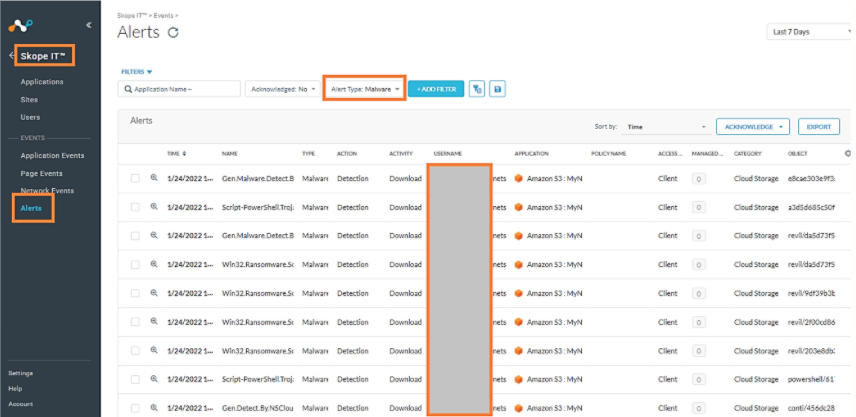 Skope IT™ > Events >
Alerts
Last 7 Days
Skope IT™
Applications
Sites
Users
EVENTS
Application Events
Page Events
Network Events
Alerts
Settings
Help
Account
FILTERS
Application Name ~
Acknowledged: No
Alert Type: Malware
+ ADD FILTER
Alerts
Sort by: Time
ACKNOWLEDGE
EXPORT
TIME NAME TYPE ACTION ACTIVITY USERNAME APPLICATION POLICY NAME ACCESS... MANAGED... CATEGORY OBJECT
1/24/2022 1... Gen.Malware.Detect.B Malware Detection Download nets Amazon S3 : MyN Client 0 Cloud Storage e8cae303e9f3
1/24/2022 1... Script-PowerShell.Troj Malware Detection Download nets Amazon S3 : MyN Client 0 Cloud Storage a3d5d685c50f
1/24/2022 1... Gen.Malware.Detect.B Malware Detection Download nets Amazon S3 : MyN Client 0 Cloud Storage revil/da5d73f5
1/24/2022 1... Win32.Ransomware.Sc Malware Detection Download nets Amazon S3 : MyN Client 0 Cloud Storage revil/da5d73f5
1/24/2022 1... Win32.Ransomware.Sc Malware Detection Download nets Amazon S3 : MyN Client 0 Cloud Storage revil/9df39b3b
1/24/2022 1... Win32.Ransomware.Sc Malware Detection Download nets Amazon S3 : MyN Client 0 Cloud Storage revil/2f00cd86
1/24/2022 1... Win32.Ransomware.Sc Malware Detection Download nets Amazon S3 : MyN Client 0 Cloud Storage revil/203e8db
1/24/2022 1... Script-PowerShell.Troj Malware Detection Download nets Amazon S3 : MyN Client 0 Cloud Storage powershell/61
1/24/2022 1... Gen.Detect.By.NSClou Malware Detection Download nets Amazon S3 : MyN Client 0 Cloud Storage conti/456dc28